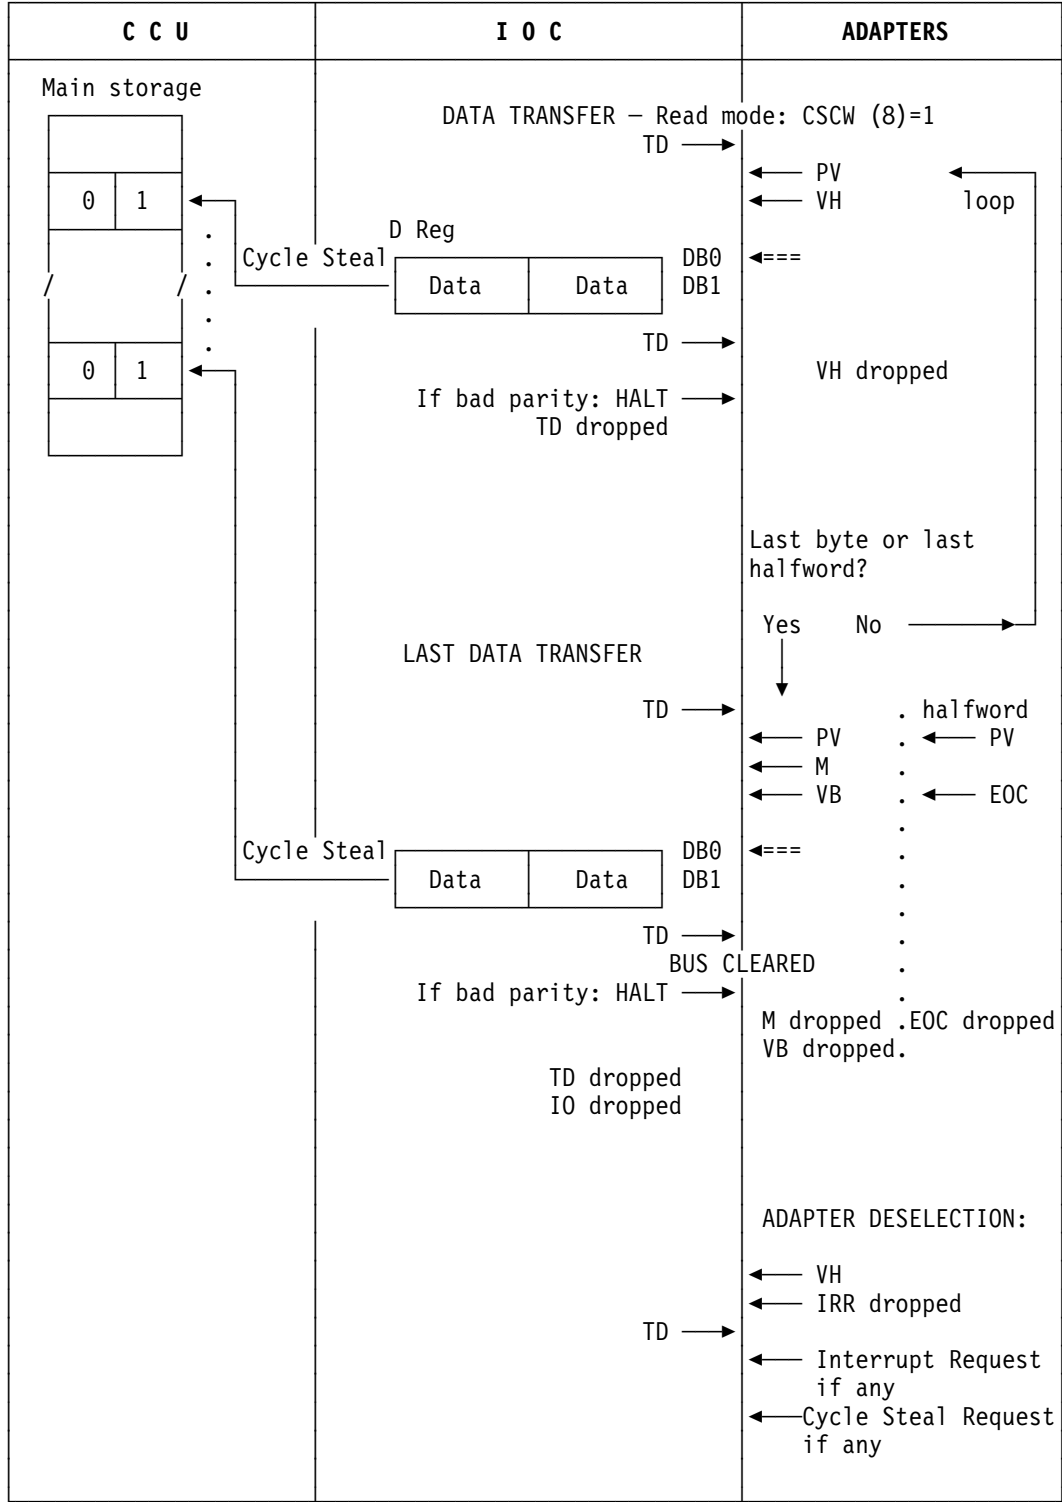 C C U I O C ADAPTERS
Main storage
DATA TRANSFER — Read mode: CSCW (8)=1
TD
PV
0 1 VH loop
D Reg
Cycle Steal DB0 ===
/ / Data Data DB1
TD
0 1 VH dropped
If bad parity: HALT
TD dropped
Last byte or last
halfword?
Yes No
LAST DATA TRANSFER
TD . halfword
PV . PV
M .
VB . EOC
Cycle Steal DB0 ===
Data Data DB1
TD
BUS CLEARED
If bad parity: HALT
M dropped .EOC dropped
VB dropped.
TD dropped
IO dropped
ADAPTER DESELECTION:
VH
IRR dropped
TD
Interrupt Request
if any
Cycle Steal Request
if any